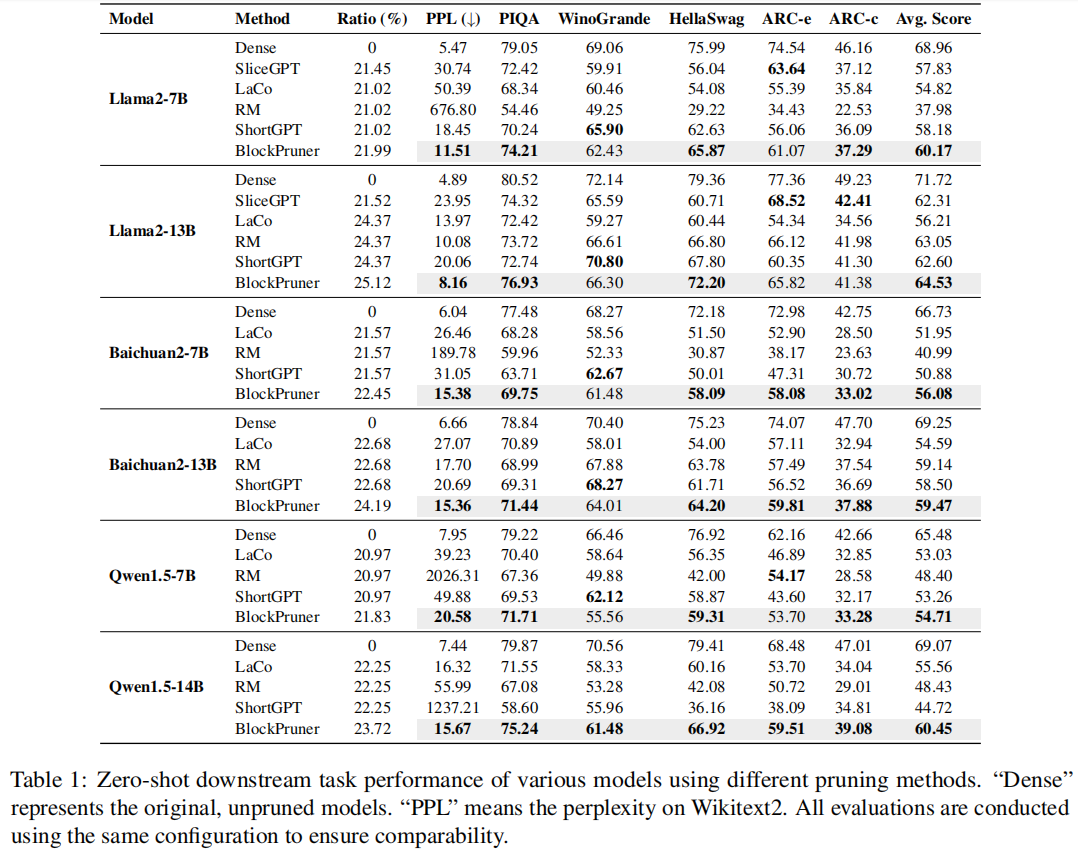 Model Method Ratio (%) PPL (↓) PIQA WinoGrande HellaSwag ARC-e ARC-c Avg. Score
Llama2-7B
Dense 0 5.47 79.05 69.06 75.99 74.54 46.16 68.96
SliceGPT 21.45 30.74 72.42 59.91 56.04 63.64 37.12 57.83
LaCo 21.02 50.39 68.34 60.46 54.08 55.39 35.84 54.82
RM 21.02 676.80 54.46 49.25 29.22 34.43 22.53 37.98
ShortGPT 21.02 18.45 70.24 65.90 62.63 56.06 36.09 58.18
BlockPruner 21.99 11.51 74.21 62.43 65.87 61.07 37.29 60.17
Llama2-13B
Dense 0 4.89 80.52 72.14 79.36 77.36 49.23 71.72
SliceGPT 21.52 23.95 74.32 65.59 60.71 68.52 42.41 62.31
LaCo 24.37 13.97 72.42 59.27 60.44 54.34 34.56 56.21
RM 24.37 10.08 73.72 66.61 66.80 66.12 41.98 63.05
ShortGPT 24.37 20.06 72.74 70.80 67.80 60.35 41.30 62.60
BlockPruner 25.12 8.16 76.93 66.30 72.20 65.82 41.38 64.53
Baichuan2-7B
Dense 0 6.04 77.48 68.27 72.18 72.98 42.75 66.73
LaCo 21.57 26.46 68.28 58.56 51.50 52.90 28.50 51.95
RM 21.57 189.78 59.96 52.33 30.87 38.17 23.63 40.99
ShortGPT 21.57 31.05 63.71 62.67 50.01 47.31 30.72 50.88
BlockPruner 22.45 15.38 69.75 61.48 58.09 58.08 33.02 56.08
Baichuan2-13B
Dense 0 6.66 78.84 70.40 75.23 74.07 47.70 69.25
LaCo 22.68 27.07 70.89 58.01 54.00 57.11 32.94 54.59
RM 22.68 17.70 68.99 67.88 63.78 57.49 37.54 59.14
ShortGPT 22.68 20.69 69.31 68.27 61.71 56.52 36.69 58.50
BlockPruner 24.19 15.36 71.44 64.01 64.20 59.81 37.88 59.47
Qwen1.5-7B
Dense 0 7.95 79.22 66.46 76.92 62.16 42.66 65.48
LaCo 20.97 39.23 70.40 58.64 56.35 46.89 32.85 53.03
RM 20.97 2026.31 67.36 49.88 42.00 54.17 28.58 48.40
ShortGPT 20.97 49.88 69.53 62.12 58.87 43.60 32.17 53.26
BlockPruner 21.83 20.58 71.71 55.56 59.31 53.70 33.28 54.71
Qwen1.5-14B
Dense 0 7.44 79.87 70.56 79.41 68.48 47.01 69.07
LaCo 22.25 16.32 71.55 58.33 60.16 53.70 34.04 55.56
RM 22.25 55.99 67.08 53.28 42.08 50.72 29.01 48.43
ShortGPT 22.25 1237.21 58.60 55.96 36.16 38.09 34.81 44.72
BlockPruner 23.72 15.67 75.24 61.48 66.92 59.51 39.08 60.45
Table 1: Zero-shot downstream task performance of various models using different pruning methods. “Dense”
represents the original, unpruned models. “PPL” means the perplexity on Wikitext2. All evaluations are conducted
using the same configuration to ensure comparability.